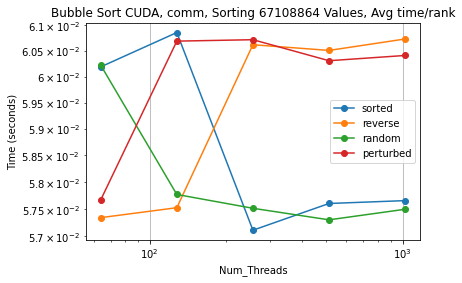 Bubble Sort CUDA, comm, Sorting 67108864 Values, Avg time/rank
6.1 × 10⁻²
6.05 × 10⁻²
6 × 10⁻²
5.95 × 10⁻²
5.9 × 10⁻²
5.85 × 10⁻²
5.8 × 10⁻²
5.75 × 10⁻²
5.7 × 10⁻²
Time (seconds)
sorted
reverse
random
perturbed
10² 10³
Num_Threads